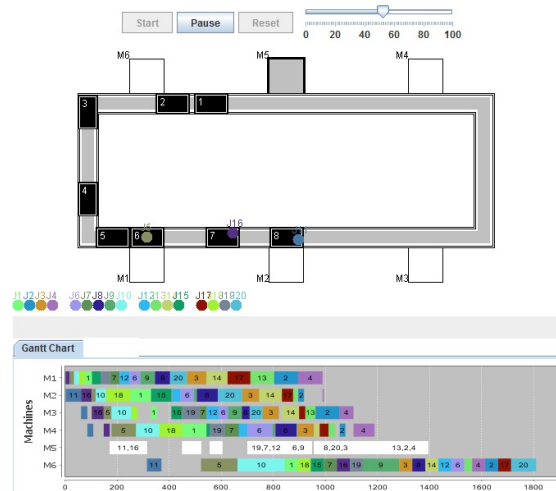 Start Pause Reset
0 20 40 60 80 100
M6 M5 M4
3 2 1
4
J5 J16
5 6 7 8
M1 M2 M3
J1 J2 J3 J4 J6 J7 J8 J9 J10 J12 J13 J14 J15 J17 J18 J19 J20
Gantt Chart
Machines
M1 1 7 12 6 9 8 20 3 14 17 13 2 4
M2 11 16 10 18 1 15 6 8 20 3 14 17 2
M3 16 5 10 1 15 19 7 12 6 9 8 20 3 14 13 2 4
M4 5 10 18 1 15 19 7 6 20 3 2
M5 11,16 19,7,12 6,9 8,20,3 13,2,4
M6 11 5 10 1 18 15 7 16 19 9 3 8 20 12 6 14 4 2 17 20
0 200 400 600 800 1000 1200 1400 1600 1800